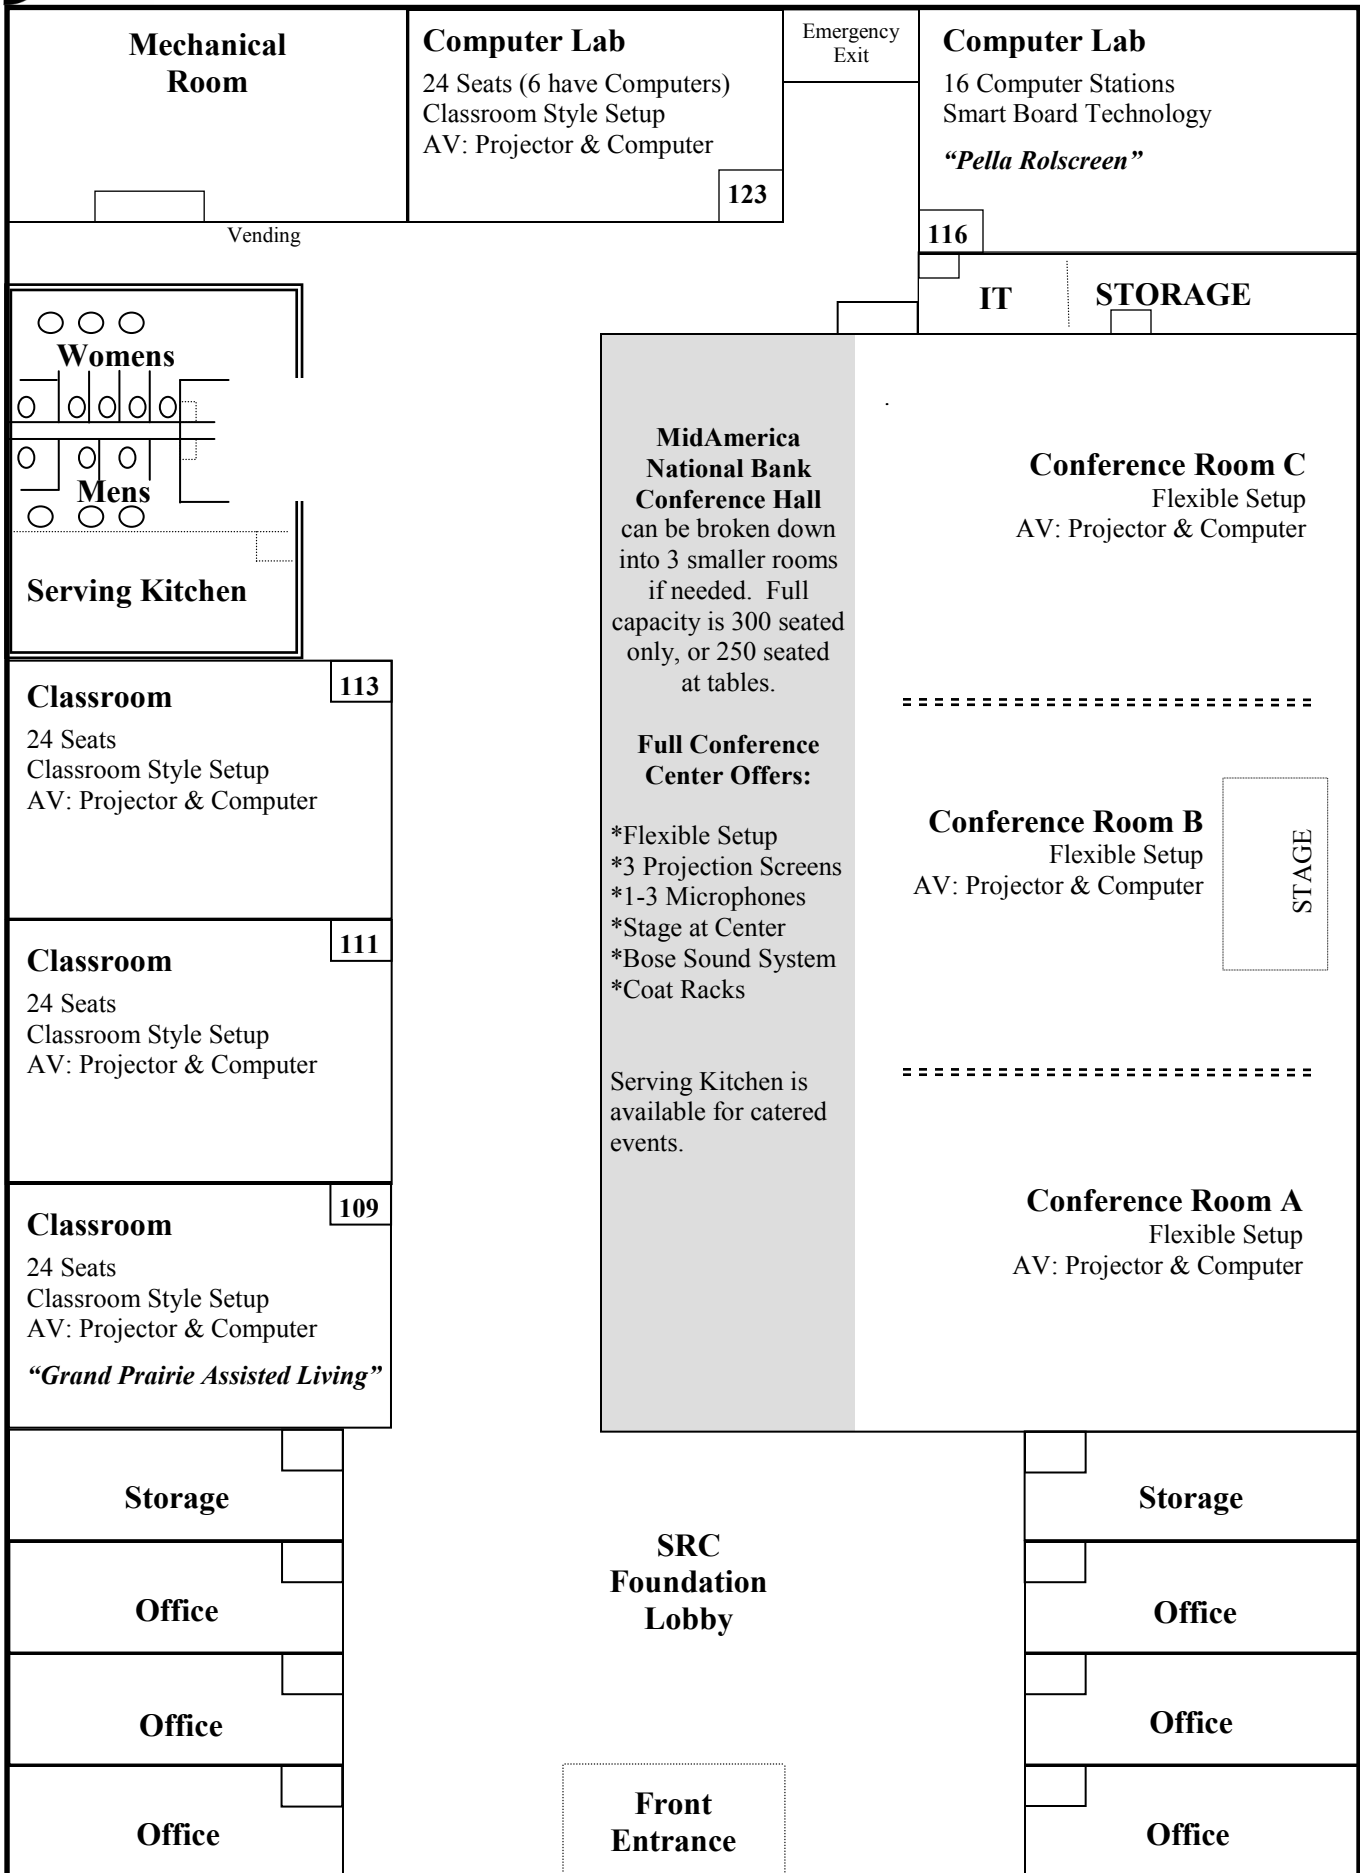 Mechanical
Room
Computer Lab
24 Seats (6 have Computers)
Classroom Style Setup
AV: Projector & Computer
123
Emergency
Exit
Computer Lab
16 Computer Stations
Smart Board Technology
“Pella Rolscreen”
116
Vending
IT
STORAGE
Womens
Mens
Serving Kitchen
MidAmerica
National Bank
Conference Hall
can be broken down
into 3 smaller rooms
if needed. Full
capacity is 300 seated
only, or 250 seated
at tables.
Full Conference
Center Offers:
*Flexible Setup
*3 Projection Screens
*1-3 Microphones
*Stage at Center
*Bose Sound System
*Coat Racks
Serving Kitchen is
available for catered
events.
Conference Room C
Flexible Setup
AV: Projector & Computer
Conference Room B
Flexible Setup
AV: Projector & Computer
STAGE
Conference Room A
Flexible Setup
AV: Projector & Computer
113
Classroom
24 Seats
Classroom Style Setup
AV: Projector & Computer
111
Classroom
24 Seats
Classroom Style Setup
AV: Projector & Computer
109
Classroom
24 Seats
Classroom Style Setup
AV: Projector & Computer
“Grand Prairie Assisted Living”
Storage
Office
Office
Office
SRC
Foundation
Lobby
Front
Entrance
Storage
Office
Office
Office